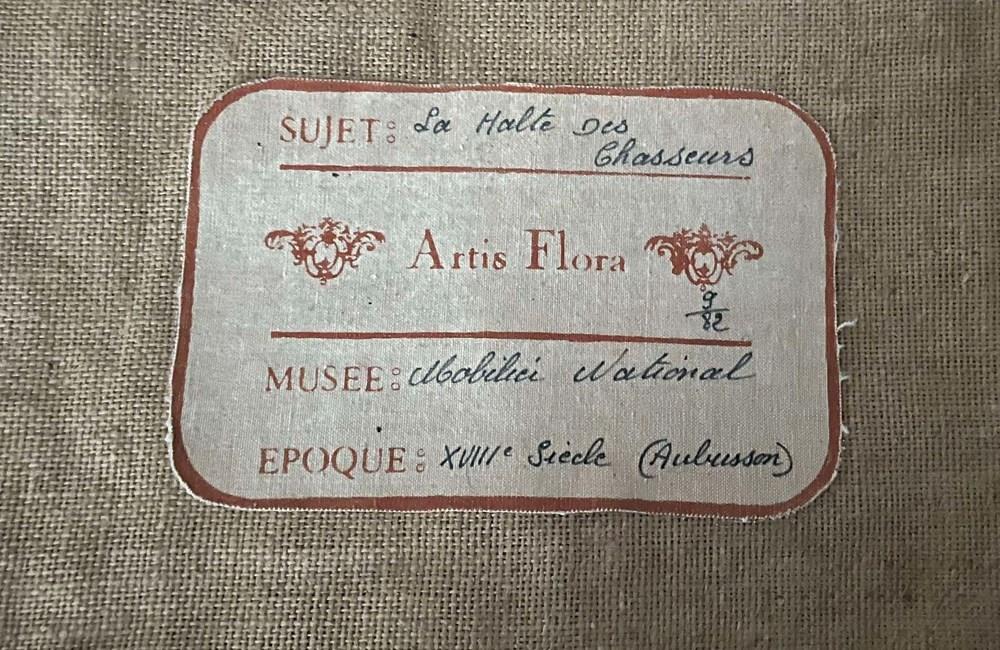 SUJET: La Halte Des
Chasseurs
Artis Flora
9/82
MUSEE: Mobilier National
EPOQUE: XVIIIe Siècle (Aubusson)